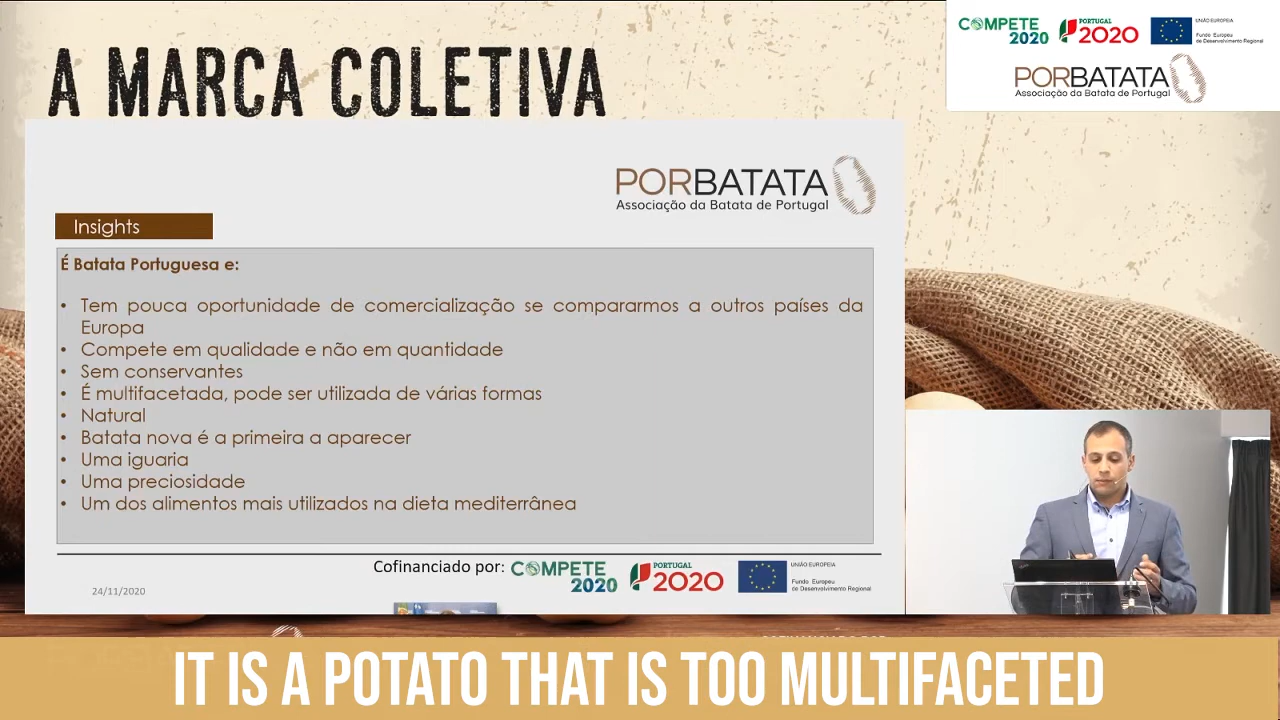 A MARCA COLETIVA
COMPETE
2020
PORTUGAL
2020
UNIÃO EUROPEIA
Fundo Europeu
de Desenvolvimento Regional
PORBATATA
Associação da Batata de Portugal
PORBATATA
Associação da Batata de Portugal
Insights
É Batata Portuguesa e:
• Tem pouca oportunidade de comercialização se compararmos a outros países da
Europa
• Compete em qualidade e não em quantidade
• Sem conservantes
• É multifacetada, pode ser utilizada de várias formas
• Natural
• Batata nova é a primeira a aparecer
• Uma iguaria
• Uma preciosidade
• Um dos alimentos mais utilizados na dieta mediterrânea
Cofinanciado por:
COMPETE
2020
PORTUGAL
2020
UNIÃO EUROPEIA
Fundo Europeu
de Desenvolvimento Regional
24/11/2020
IT IS A POTATO THAT IS TOO MULTIFACETED